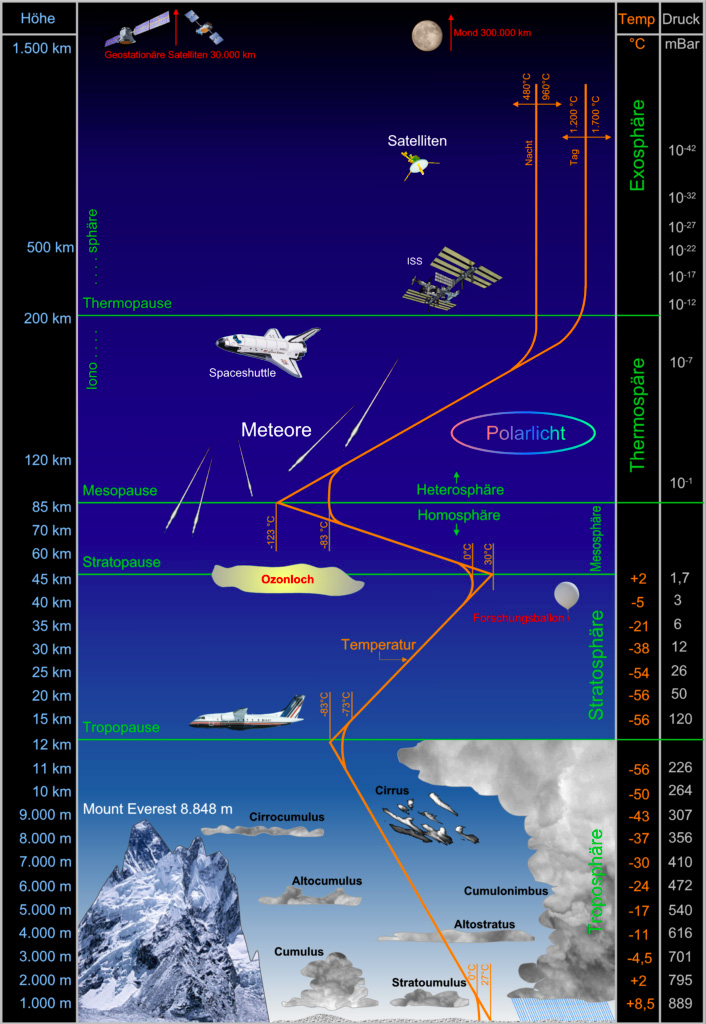 Höhe
Temp
Druck
1.500 km
°C
mBar
Geostationäre Satelliten 30.000 km
Mond 300.000 km
480°C
960°C
1.200 °C
1.700 °C
Nacht
Tag
Exosphäre
Satelliten
10-42
10-32
10-27
500 km
. . . . . sphäre
ISS
10-22
10-17
Thermopause
10-12
200 km
Iono . . . . .
Spaceshuttle
10-7
Thermospäre
Meteore
Polarlicht
120 km
Mesopause
Heterosphäre
10-1
85 km
Homosphäre
70 km
-123 °C
-83 °C
Mesosphäre
60 km
0°C
30°C
Stratopause
45 km
Ozonloch
+2
1,7
40 km
-5
3
Forschungsballon
35 km
-21
6
Stratosphäre
30 km
Temperatur
-38
12
25 km
-54
26
20 km
-83°C
-73°C
-56
50
15 km
-56
120
Tropopause
12 km
11 km
-56
226
10 km
Cirrus
-50
264
9.000 m
Mount Everest 8.848 m
-43
307
Cirrocumulus
8.000 m
-37
356
Troposphäre
7.000 m
-30
410
6.000 m
Altocumulus
Cumulonimbus
-24
472
5.000 m
-17
540
4.000 m
Altostratus
-11
616
3.000 m
Cumulus
-4,5
701
2.000 m
Stratoumulus
0°C
27°C
+2
795
1.000 m
+8,5
889